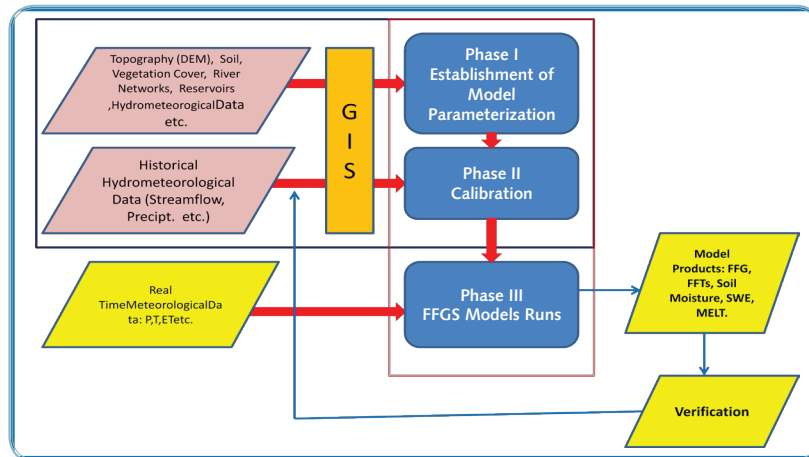 Topography (DEM), Soil,
Vegetation Cover, River
Networks, Reservoirs
,HydrometeorogicalData
etc.
G
I
S
Phase I
Establishment of
Model
Parameterization
Historical
Hydrometeorological
Data (Streamflow,
Precipt. etc.)
Phase II
Calibration
Real
TimeMeteorologicalDa
ta: P,T,ETetc.
Phase III
FFGS Models Runs
Model
Products: FFG,
FFTs, Soil
Moisture, SWE,
MELT.
Verification